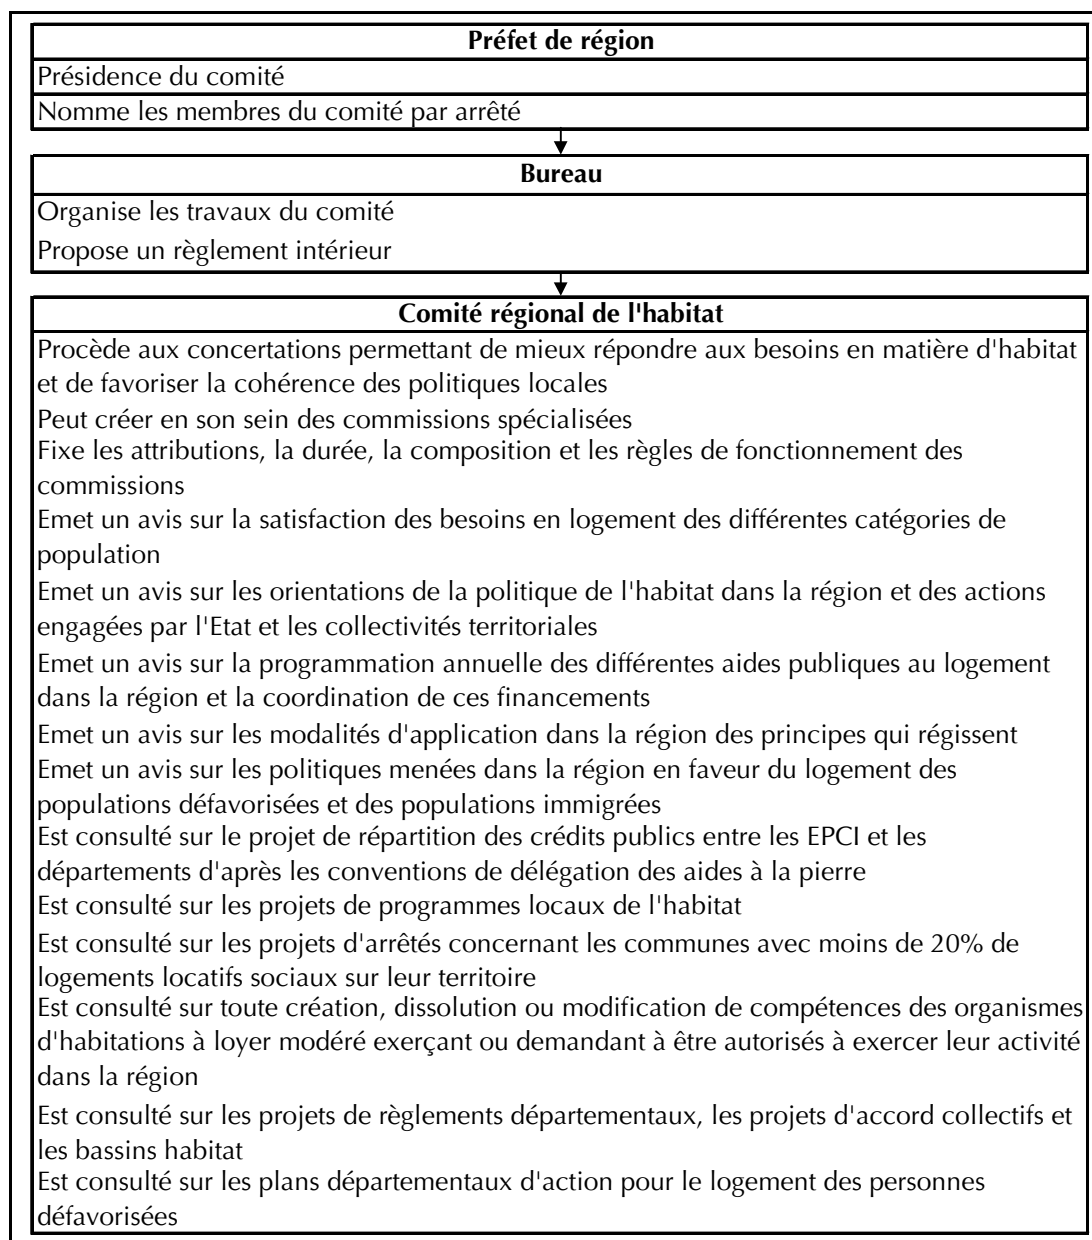 Préfet de région
Présidence du comité
Nomme les membres du comité par arrêté
Bureau
Organise les travaux du comité
Propose un règlement intérieur
Comité régional de l'habitat
Procède aux concertations permettant de mieux répondre aux besoins en matière d'habitat
et de favoriser la cohérence des politiques locales
Peut créer en son sein des commissions spécialisées
Fixe les attributions, la durée, la composition et les règles de fonctionnement des
commissions
Emet un avis sur la satisfaction des besoins en logement des différentes catégories de
population
Emet un avis sur les orientations de la politique de l'habitat dans la région et des actions
engagées par l'Etat et les collectivités territoriales
Emet un avis sur la programmation annuelle des différentes aides publiques au logement
dans la région et la coordination de ces financements
Emet un avis sur les modalités d'application dans la région des principes qui régissent
Emet un avis sur les politiques menées dans la région en faveur du logement des
populations défavorisées et des populations immigrées
Est consulté sur le projet de répartition des crédits publics entre les EPCI et les
départements d'après les conventions de délégation des aides à la pierre
Est consulté sur les projets de programmes locaux de l'habitat
Est consulté sur les projets d'arrêtés concernant les communes avec moins de 20% de
logements locatifs sociaux sur leur territoire
Est consulté sur toute création, dissolution ou modification de compétences des organismes
d'habitations à loyer modéré exerçant ou demandant à être autorisés à exercer leur activité
dans la région
Est consulté sur les projets de règlements départementaux, les projets d'accord collectifs et
les bassins habitat
Est consulté sur les plans départementaux d'action pour le logement des personnes
défavorisées